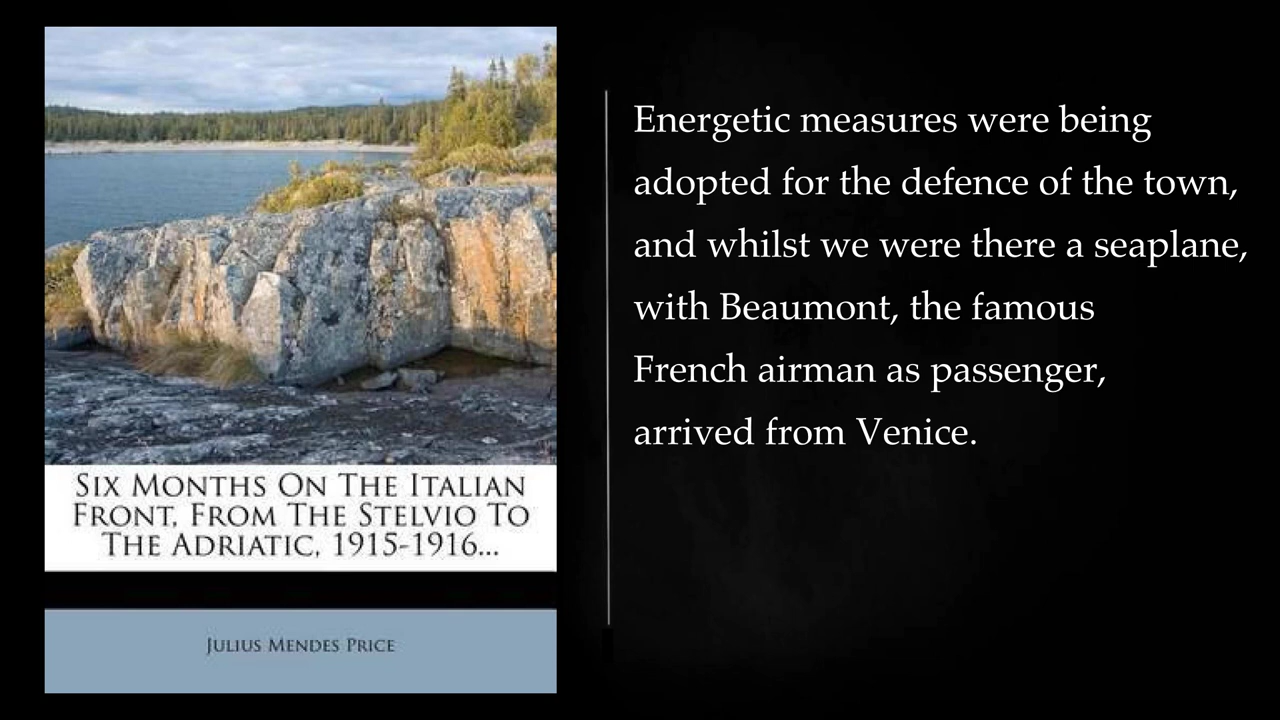 Six Months On The Italian
Front, From The Stelvio To
The Adriatic, 1915-1916...
Julius Mendes Price
Energetic measures were being
adopted for the defence of the town,
and whilst we were there a seaplane,
with Beaumont, the famous
French airman as passenger,
arrived from Venice.